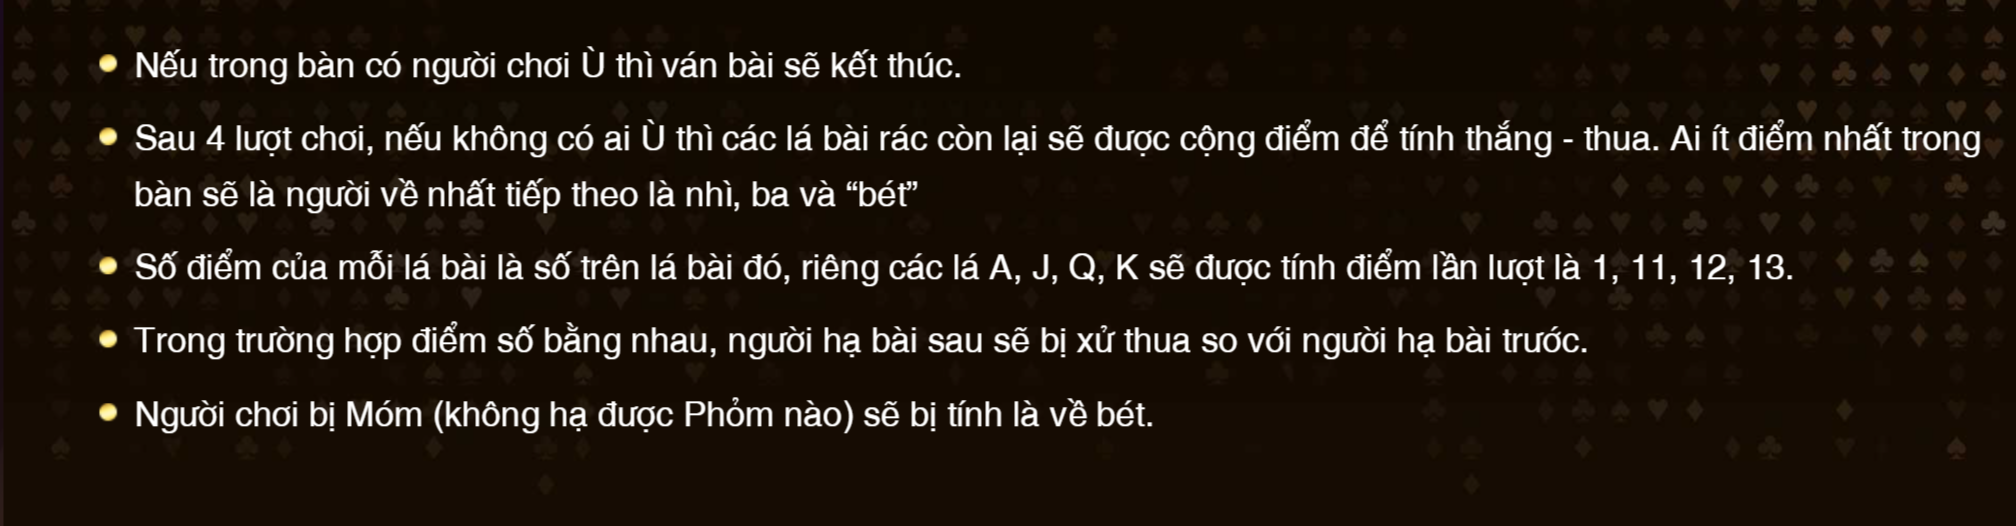 Nếu trong bàn có người chơi Ù thì ván bài sẽ kết thúc.
Sau 4 lượt chơi, nếu không có ai Ù thì các lá bài rác còn lại sẽ được cộng điểm để tính thắng - thua. Ai ít điểm nhất trong
bàn sẽ là người về nhất tiếp theo là nhì, ba và “bét”
Số điểm của mỗi lá bài là số trên lá bài đó, riêng các lá A, J, Q, K sẽ được tính điểm lần lượt là 1, 11, 12, 13.
Trong trường hợp điểm số bằng nhau, người hạ bài sau sẽ bị xử thua so với người hạ bài trước.
Người chơi bị Móm (không hạ được Phỏm nào) sẽ bị tính là về bét.